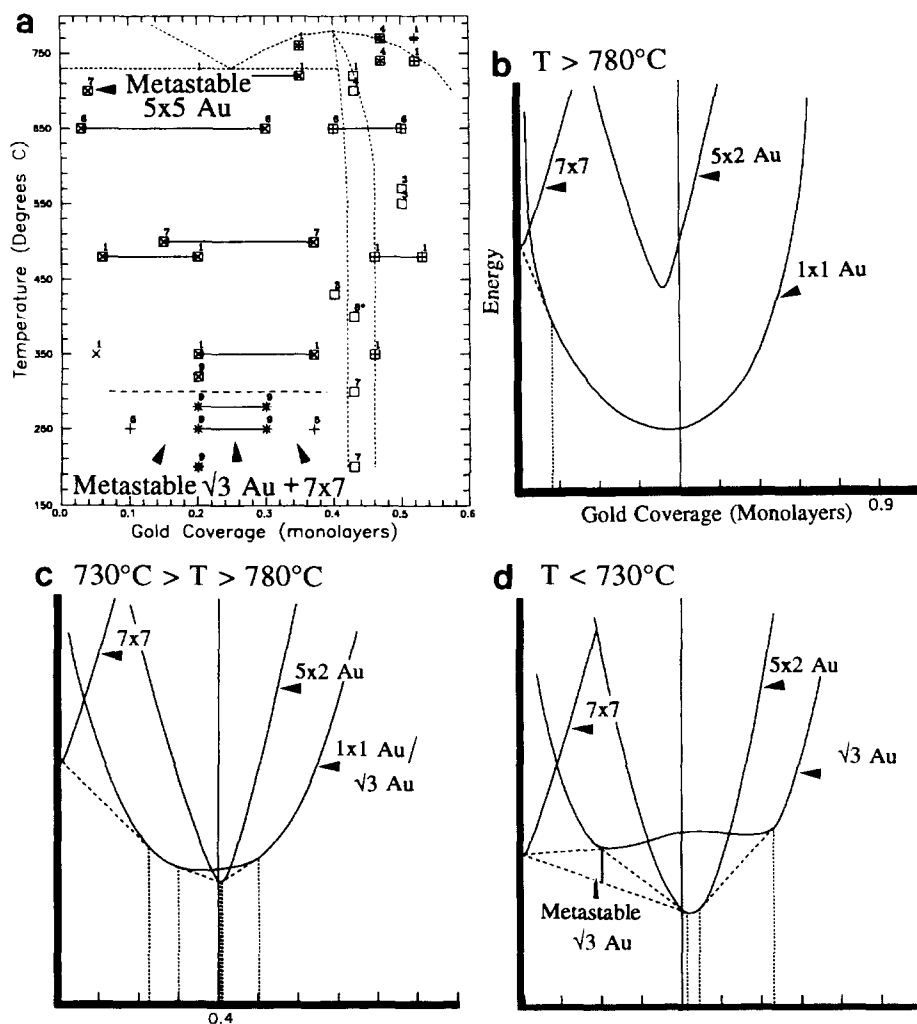 a
Temperature (Degrees C)
750
650
550
450
350
250
150
0.0 0.1 0.2 0.3 0.4 0.5 0.6
Gold Coverage (monolayers)
Metastable
5x5 Au
Metastable √3 Au + 7x7
b T > 780°C
7x7
5x2 Au
1x1 Au
Energy
Gold Coverage (Monolayers) 0.9
c 730°C > T > 780°C
7x7
5x2 Au
1x1 Au/
√3 Au
0.4
d T < 730°C
7x7
5x2 Au
√3 Au
Metastable
√3 Au